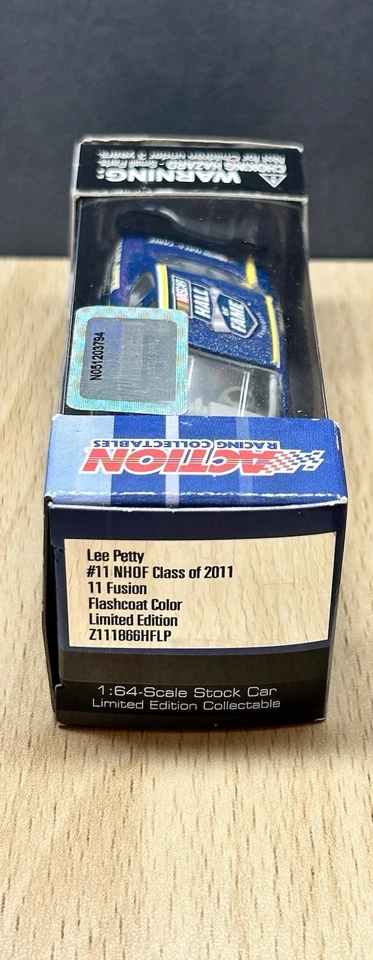 WARNING:
CHOKING HAZARD - Small Parts
Not for Children under 3 years
NASCAR
HALL
OF
FAME
N051203794
ACTION
RACING COLLECTABLES
Lee Petty
#11 NHOF Class of 2011
11 Fusion
Flashcoat Color
Limited Edition
Z111866HFLP
1:64-Scale Stock Car
Limited Edition Collectable